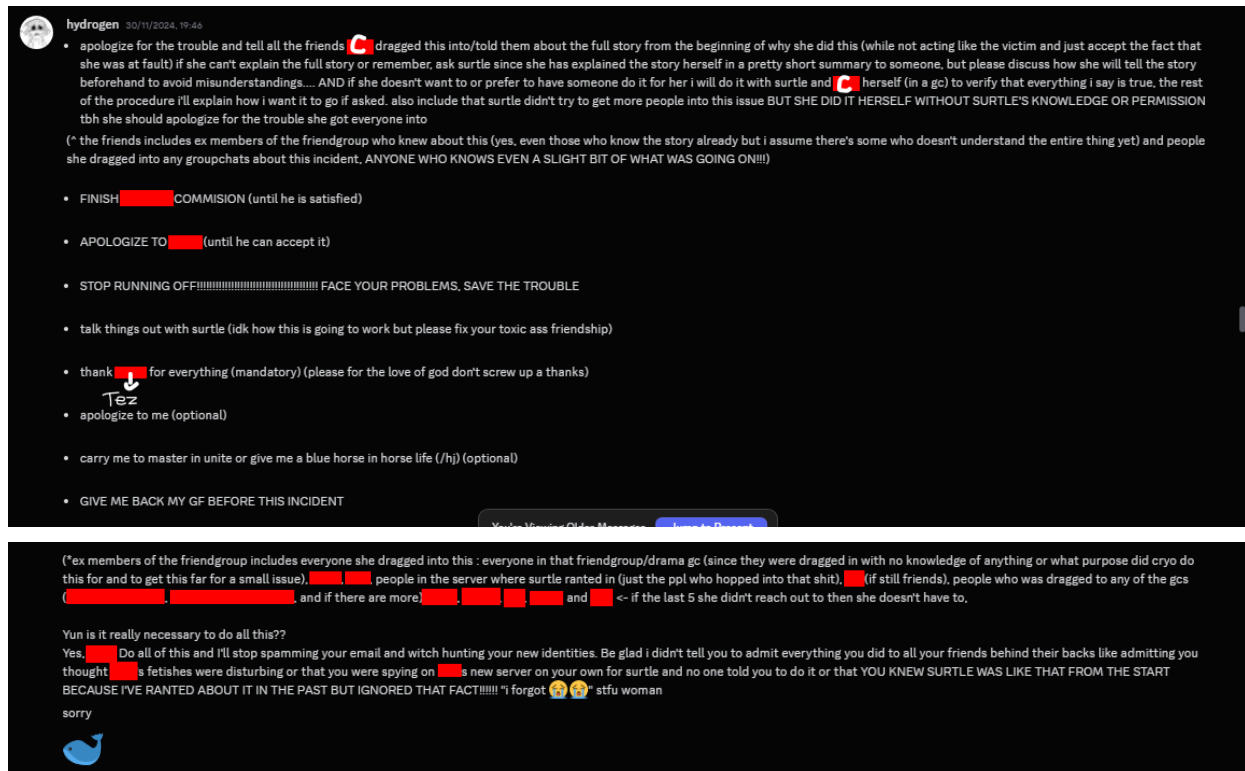 hydrogen 30/11/2024, 19:46
• apologize for the trouble and tell all the friends C dragged this into/told them about the full story from the beginning of why she did this (while not acting like the victim and just accept the fact that
she was at fault) if she can't explain the full story or remember, ask surtle since she has explained the story herself in a pretty short summary to someone, but please discuss how she will tell the story
beforehand to avoid misunderstandings.... AND if she doesn't want to or prefer to have someone do it for her i will do it with surtle and C herself (in a gc) to verify that everything i say is true, the rest
of the procedure i'll explain how i want it to go if asked. also include that surtle didn't try to get more people into this issue BUT SHE DID IT HERSELF WITHOUT SURTLE'S KNOWLEDGE OR PERMISSION
tbh she should apologize for the trouble she got everyone into
(^ the friends includes ex members of the friendgroup who knew about this (yes, even those who know the story already but i assume there's some who doesn't understand the entire thing yet) and people
she dragged into any groupchats about this incident, ANYONE WHO KNOWS EVEN A SLIGHT BIT OF WHAT WAS GOING ON!!!)
• FINISH COMMISION (until he is satisfied)
• APOLOGIZE TO (until he can accept it)
• STOP RUNNING OFF!!!!!!!!!!!!!!!!!!!!!!!!!!!!!!!!!!!!!!! FACE YOUR PROBLEMS, SAVE THE TROUBLE
• talk things out with surtle (idk how this is going to work but please fix your toxic ass friendship)
• thank for everything (mandatory) (please for the love of god don't screw up a thanks)
Tez
• apologize to me (optional)
• carry me to master in unite or give me a blue horse in horse life (/hj) (optional)
• GIVE ME BACK MY GF BEFORE THIS INCIDENT
You're Viewing Older Messages Jump to Present
(*ex members of the friendgroup includes everyone she dragged into this : everyone in that friendgroup/drama gc (since they were dragged in with no knowledge of anything or what purpose did cryo do
this for and to get this far for a small issue), , , people in the server where surtle ranted in (just the ppl who hopped into that shit), (if still friends), people who was dragged to any of the gcs
( , , and if there are more) , , , and <- if the last 5 she didn't reach out to then she doesn't have to,
Yun is it really necessary to do all this??
Yes, Do all of this and I'll stop spamming your email and witch hunting your new identities. Be glad i didn't tell you to admit everything you did to all your friends behind their backs like admitting you
thought s fetishes were disturbing or that you were spying on s new server on your own for surtle and no one told you to do it or that YOU KNEW SURTLE WAS LIKE THAT FROM THE START
BECAUSE I'VE RANTED ABOUT IT IN THE PAST BUT IGNORED THAT FACT!!!!!! "i forgot 😭😭" stfu woman
sorry